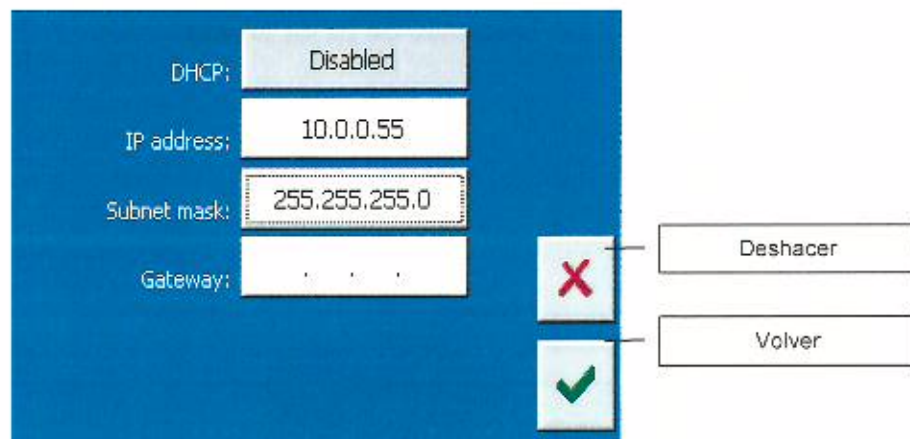 DHCP: Disabled
IP address: 10.0.0.55
Subnet mask: 255.255.255.0
Gateway: . . .
Deshacer
Volver